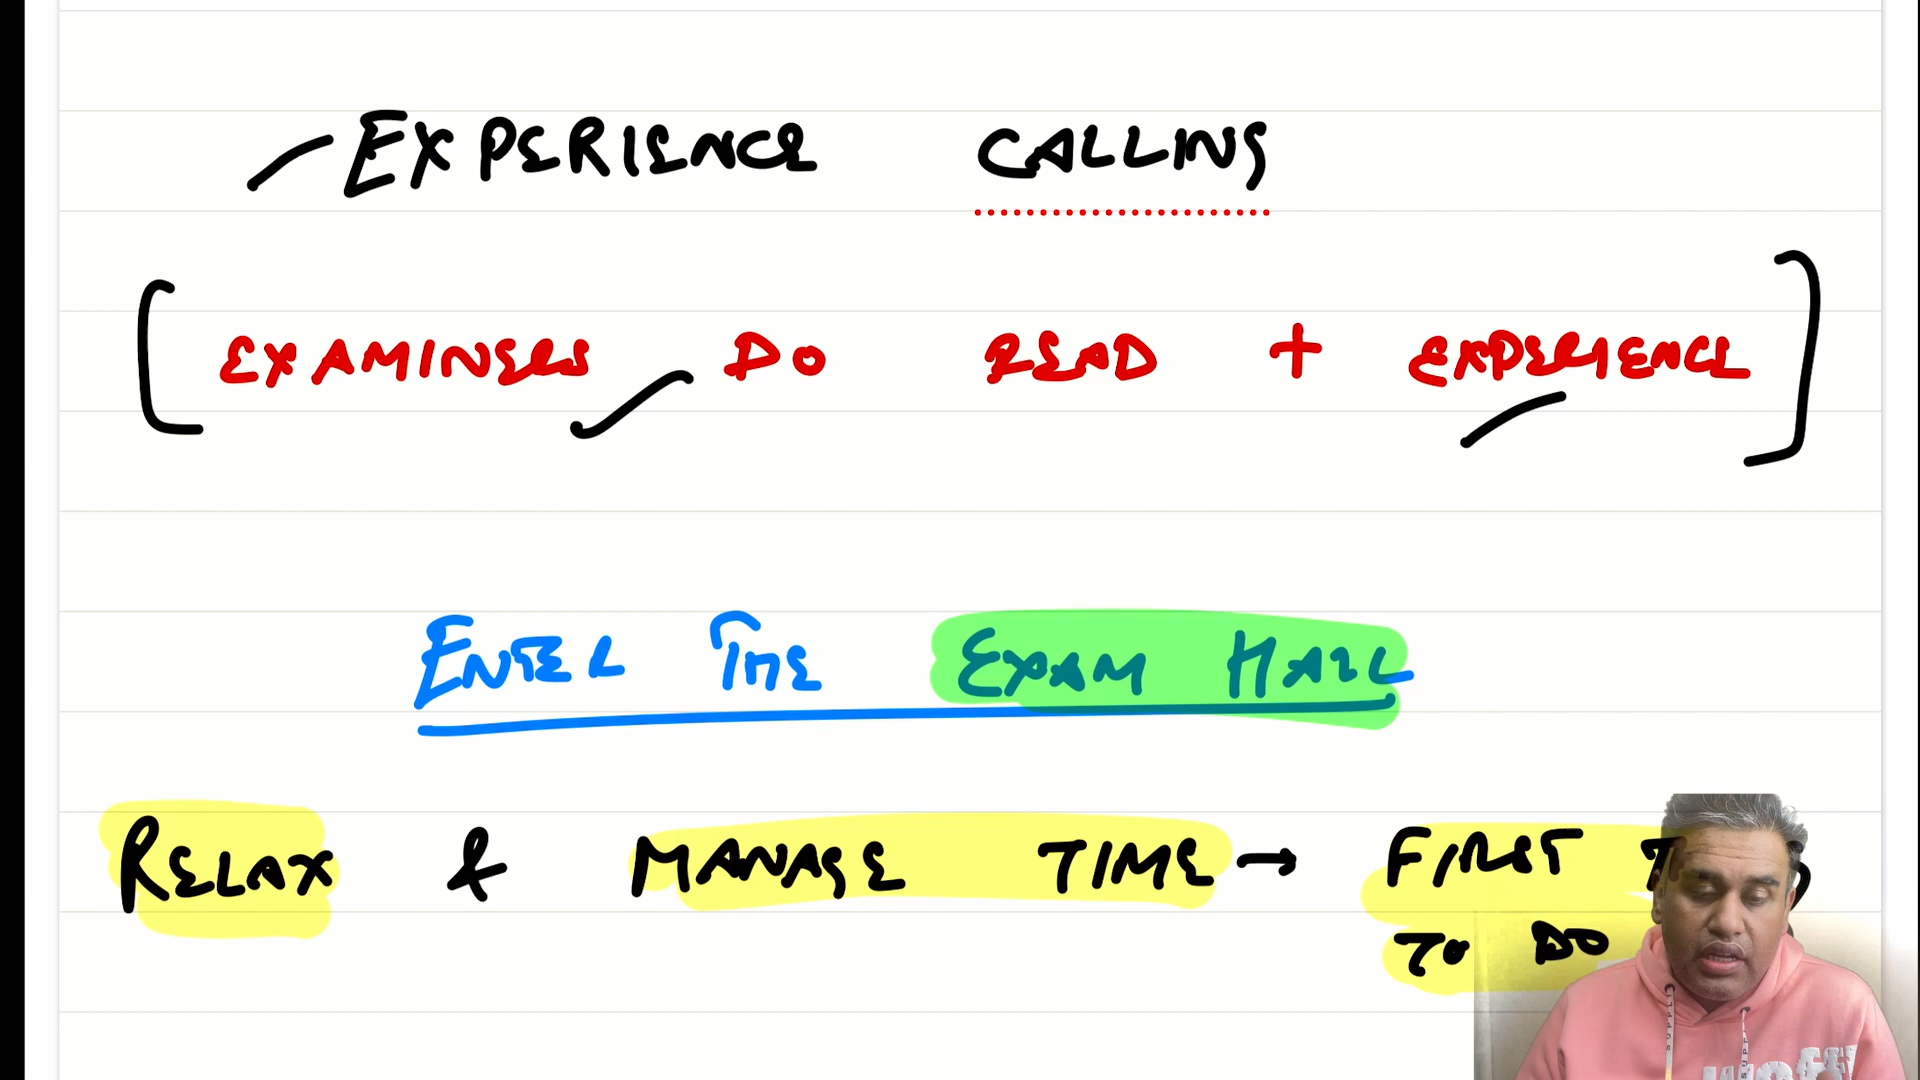 EXPERIENCE CALLING
EXAMINERS DO READ + EXPERIENCE
ENTER THE EXAM HALL
RELAX & MANAGE TIME → FIRST
TO DO